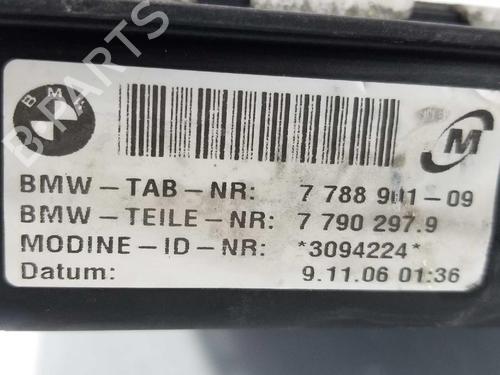 BMW
M
BMW-TAB-NR: 7 788 901-09
BMW-TEILE-NR: 7 790 297.9
MODINE-ID-NR: *3094224*
Datum: 9.11.06 01:36
B-PARTS